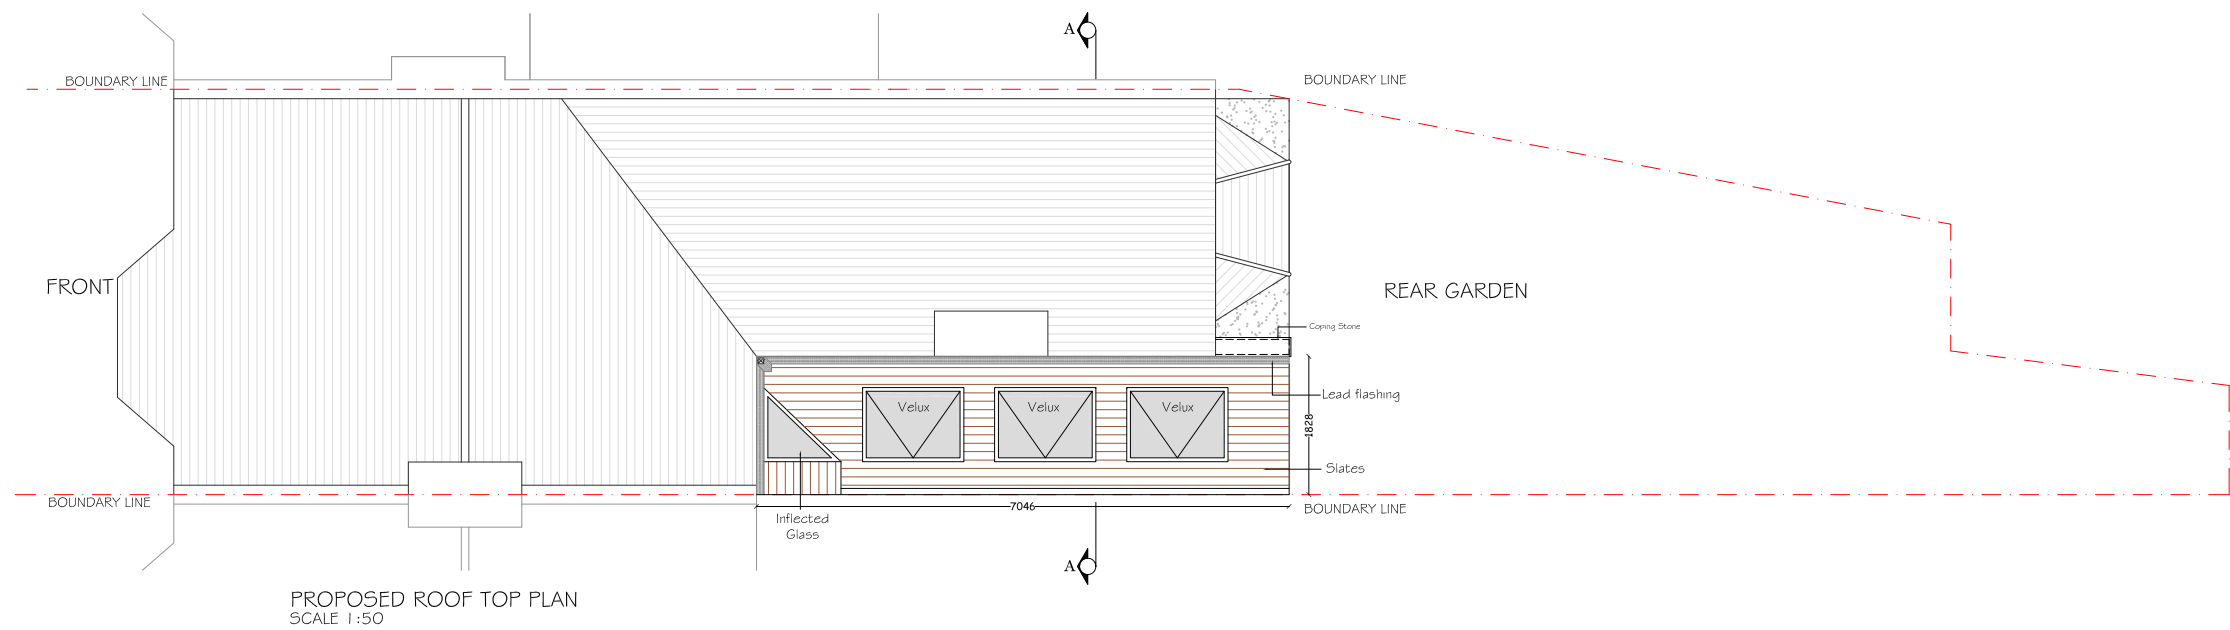 A
BOUNDARY LINE
BOUNDARY LINE
FRONT
REAR GARDEN
Coping Stone
Lead flashing
Velux
Velux
Velux
1828
Slates
BOUNDARY LINE
7046
BOUNDARY LINE
Inflected
Glass
A
PROPOSED ROOF TOP PLAN
SCALE 1:50